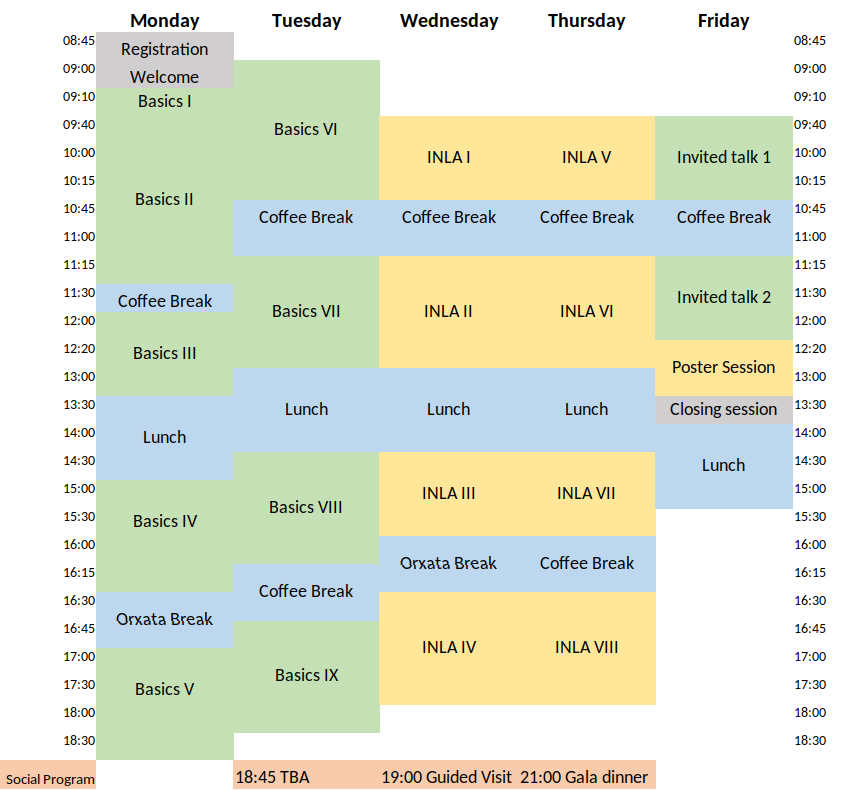 Monday Tuesday Wednesday Thursday Friday
08:45 08:45
Registration
09:00 09:00
Welcome
09:10 Basics I 09:10
09:40 Basics VI 09:40
10:00 INLA I INLA V Invited talk 1 10:00
10:15 10:15
Basics II
10:45 Coffee Break Coffee Break Coffee Break Coffee Break 10:45
11:00 11:00
11:15 11:15
11:30 Coffee Break Invited talk 2 11:30
Basics VII INLA II INLA VI
12:00 12:00
12:20 Basics III 12:20
Poster Session
13:00 13:00
13:30 Lunch Lunch Lunch Closing session 13:30
14:00 Lunch 14:00
14:30 Lunch 14:30
15:00 INLA III INLA VII 15:00
Basics VIII
15:30 Basics IV 15:30
16:00 16:00
Orxata Break Coffee Break
16:15 16:15
Coffee Break
16:30 16:30
Orxata Break
16:45 16:45
INLA IV INLA VIII
17:00 17:00
Basics IX
17:30 Basics V 17:30
18:00 18:00
18:30 18:30
Social Program 18:45 TBA 19:00 Guided Visit 21:00 Gala dinner